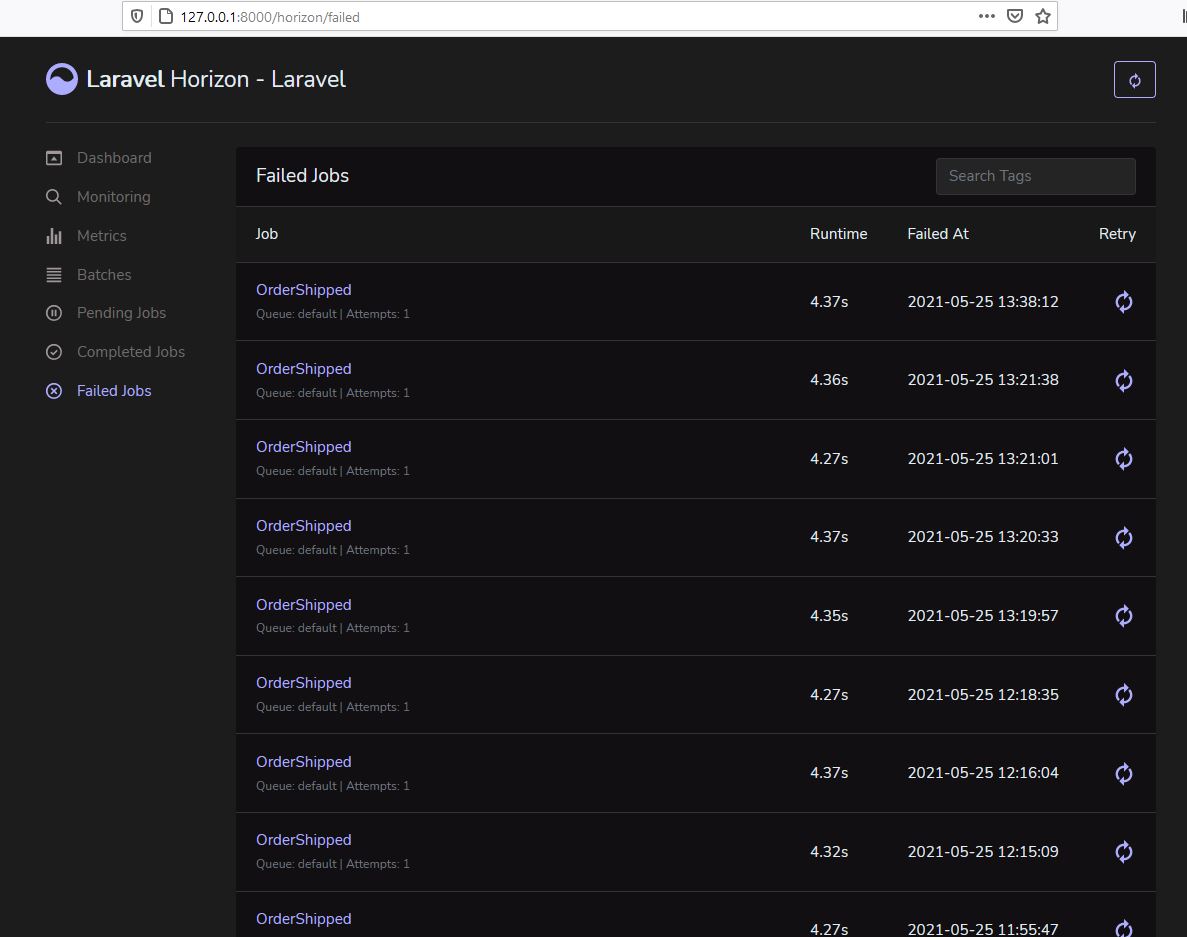 127.0.0.1:8000/horizon/failed
Laravel Horizon - Laravel
Dashboard
Monitoring
Metrics
Batches
Pending Jobs
Completed Jobs
Failed Jobs
Failed Jobs
Search Tags
Job Runtime Failed At Retry
OrderShipped
Queue: default | Attempts: 1
4.37s 2021-05-25 13:38:12
OrderShipped
Queue: default | Attempts: 1
4.36s 2021-05-25 13:21:38
OrderShipped
Queue: default | Attempts: 1
4.27s 2021-05-25 13:21:01
OrderShipped
Queue: default | Attempts: 1
4.37s 2021-05-25 13:20:33
OrderShipped
Queue: default | Attempts: 1
4.35s 2021-05-25 13:19:57
OrderShipped
Queue: default | Attempts: 1
4.27s 2021-05-25 12:18:35
OrderShipped
Queue: default | Attempts: 1
4.37s 2021-05-25 12:16:04
OrderShipped
Queue: default | Attempts: 1
4.32s 2021-05-25 12:15:09
OrderShipped
4.27s 2021-05-25 11:55:47